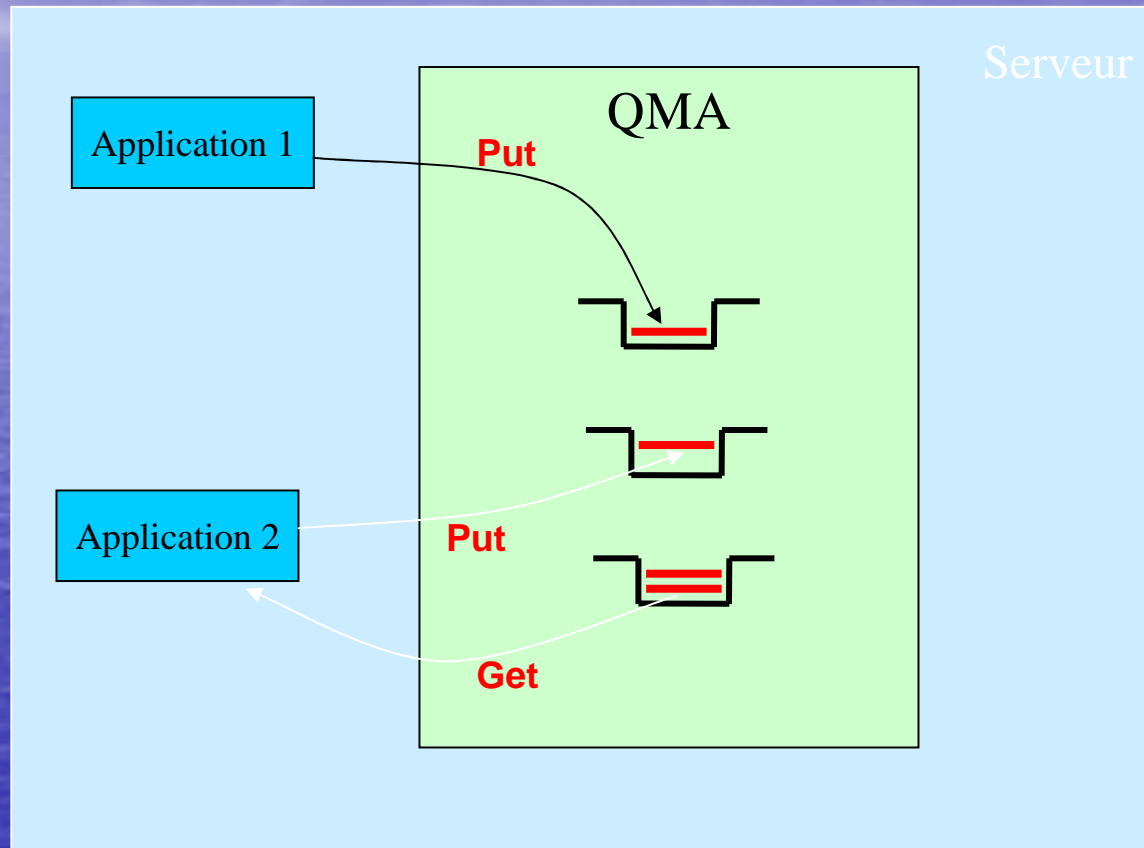 Serveur
QMA
Application 1
Put
Application 2
Put
Get